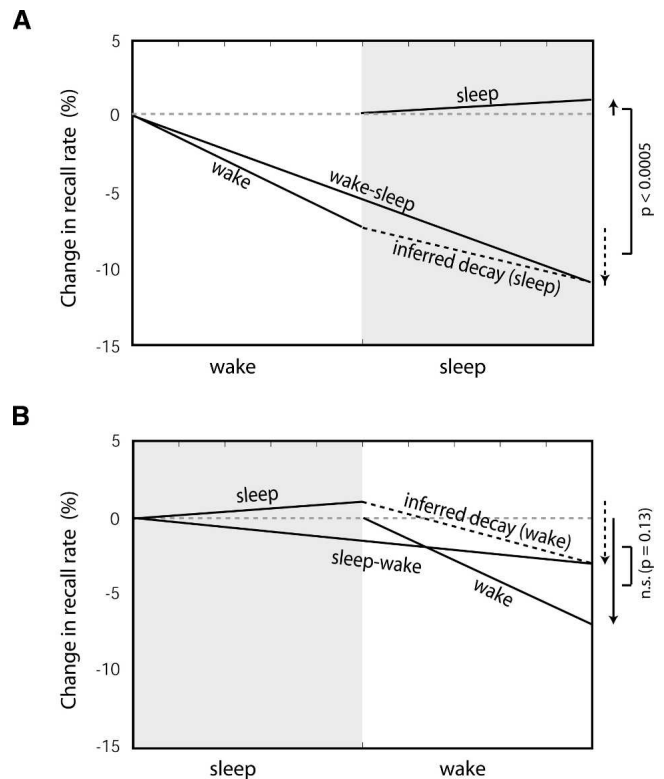 A
5
0
-5
-10
-15
Change in recall rate (%)
sleep
wake
wake-sleep
inferred decay (sleep)
p < 0.0005
wake
sleep
B
5
0
-5
-10
-15
Change in recall rate (%)
sleep
inferred decay (wake)
sleep-wake
wake
n.s.(p = 0.13)
sleep
wake